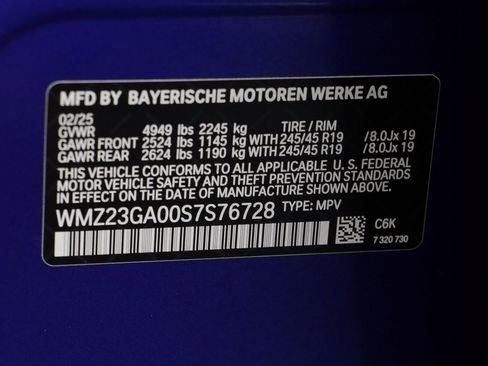 MFD BY BAYERISCHE MOTOREN WERKE AG
02/25
GVWR 4949 lbs 2245 kg TIRE / RIM
GAWR FRONT 2524 lbs 1145 kg WITH 245/45 R19 /8.0Jx 19
GAWR REAR 2624 lbs 1190 kg WITH 245/45 R19 /8.0Jx 19
THIS VEHICLE CONFORMS TO ALL APPLICABLE U. S. FEDERAL
MOTOR VEHICLE SAFETY, BUMPER, AND THEFT PREVENTION STANDARDS
IN EFFECT ON THE DATE OF MANUFACTURE SHOWN ABOVE.
WMZ23GA00S7S76728 TYPE: MPV
C6K
7 320 730